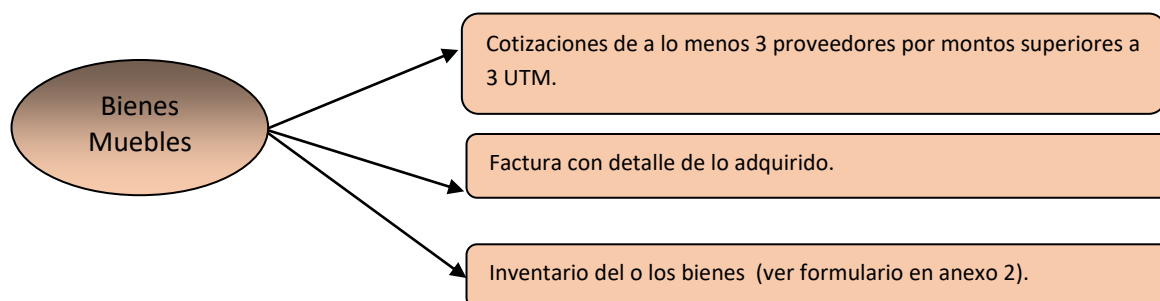 Bienes
Muebles
Cotizaciones de a lo menos 3 proveedores por montos superiores a
3 UTM.
Factura con detalle de lo adquirido.
Inventario del o los bienes (ver formulario en anexo 2).